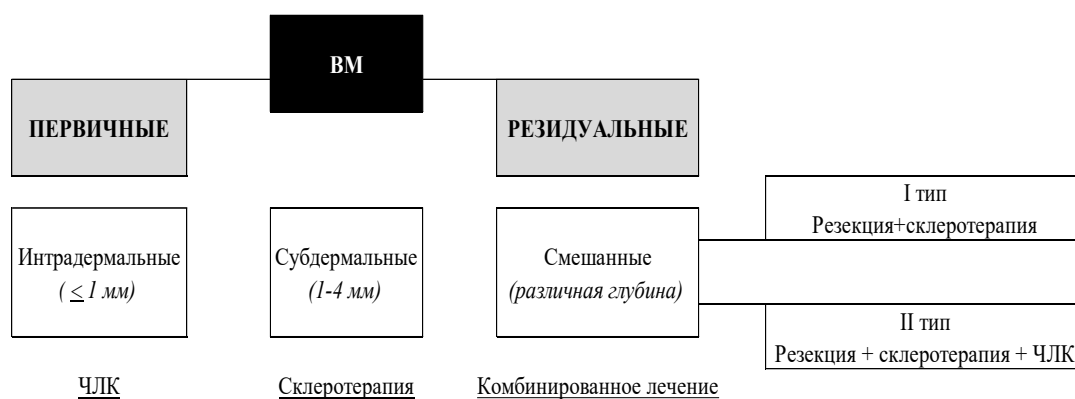 ВМ
ПЕРВИЧНЫЕ
РЕЗИДУАЛЬНЫЕ
I тип
Резекция+склеротерапия
Интрадермальные
( ≤ 1 мм)
Субдермальные
(1-4 мм)
Смешанные
(различная глубина)
II тип
Резекция + склеротерапия + ЧЛК
ЧЛК
Склеротерапия
Комбинированное лечение